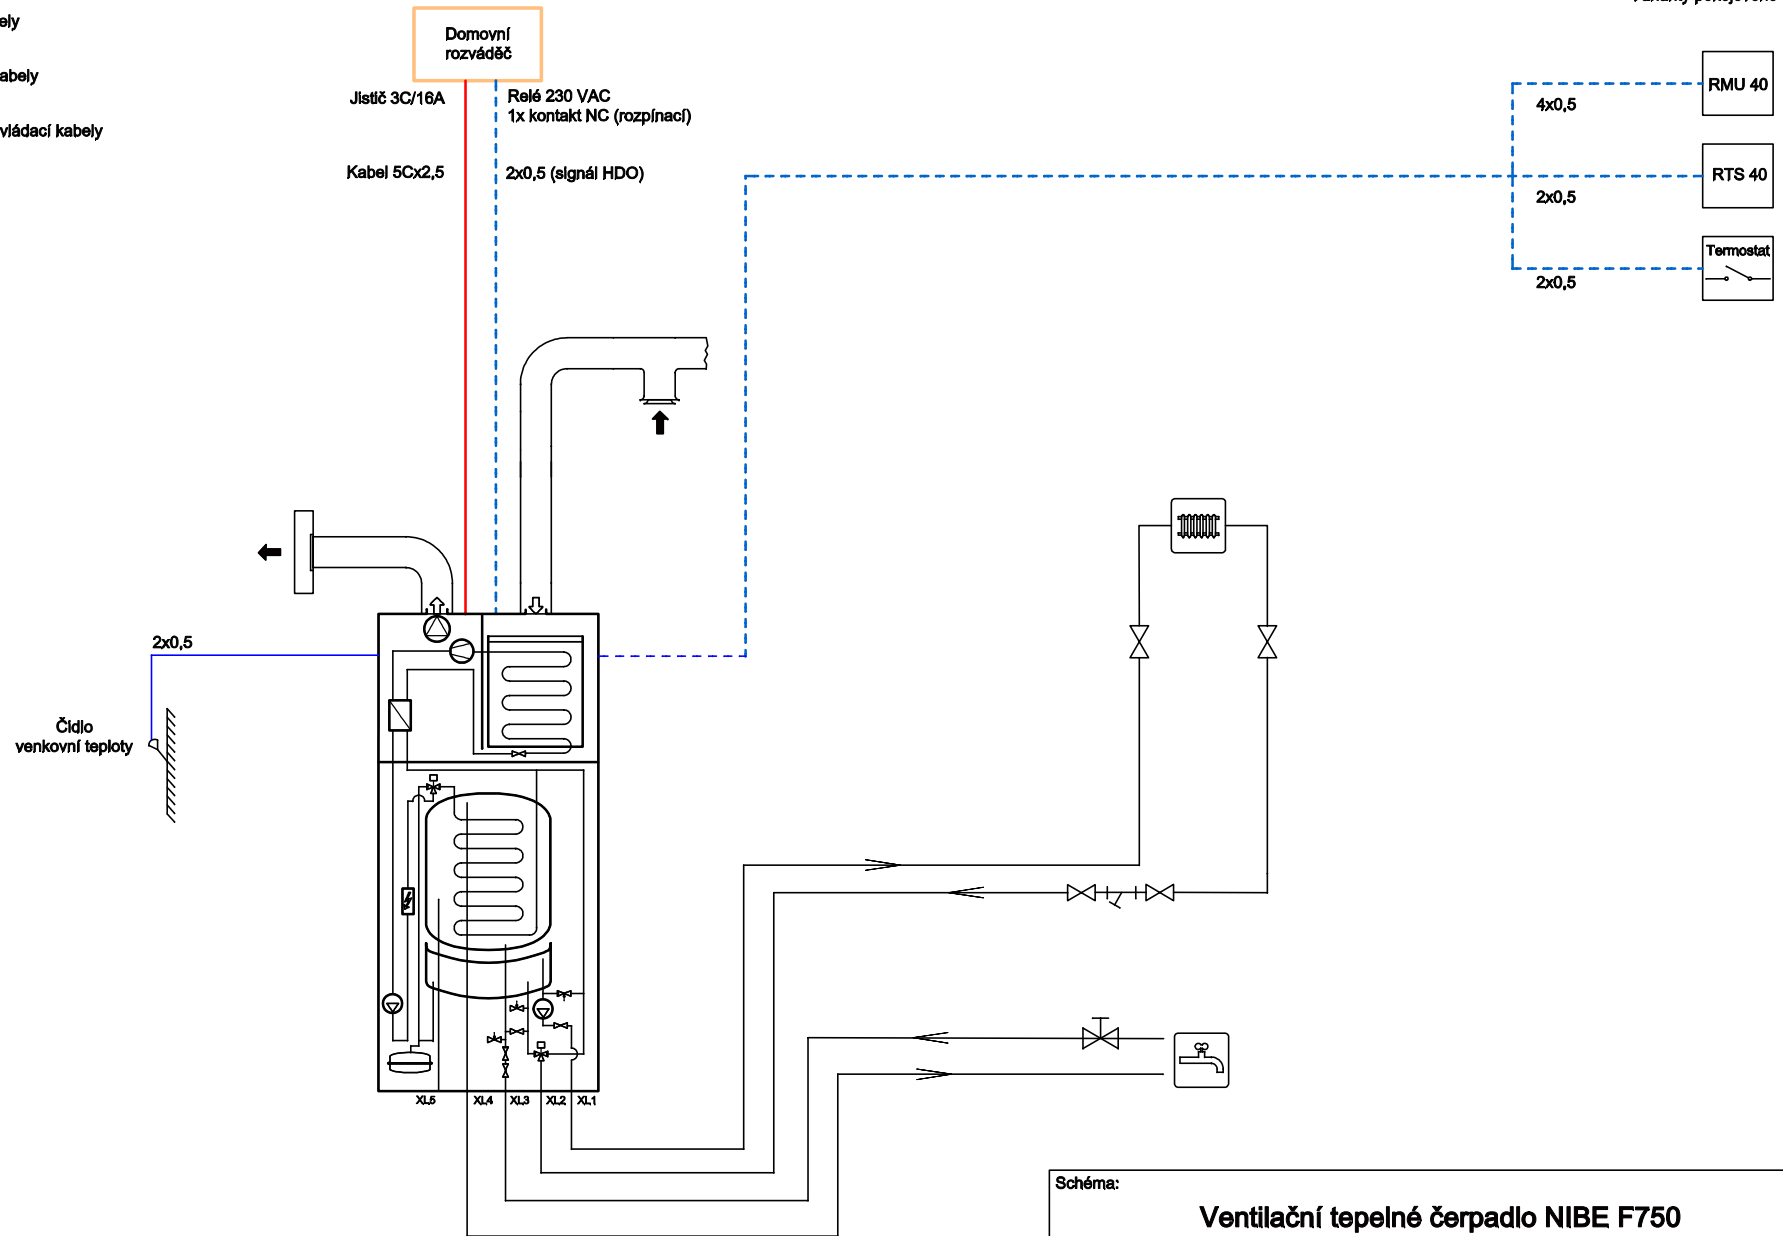 ely
abely
vládací kabely
Domovní
rozváděč
Jistič 3C/16A
Relé 230 VAC
1x kontakt NC (rozpínací)
Kabel 5Cx2,5
2x0,5 (signál HDO)
RMU 40
4x0,5
RTS 40
2x0,5
Termostat
2x0,5
2x0,5
Čidlo
venkovní teploty
XL5 XL4 XL3 XL2 XL1
Schéma:
Ventilační tepelné čerpadlo NIBE F750